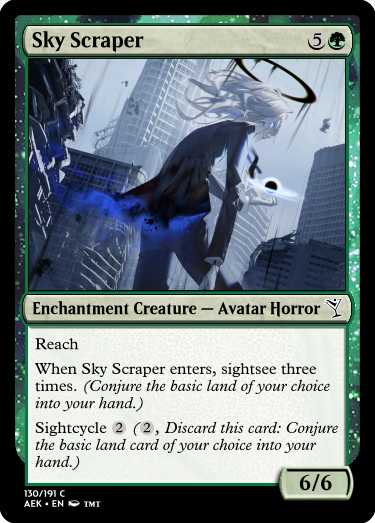 Sky Scraper 5
Enchantment Creature — Avatar Horror
Reach
When Sky Scraper enters, sightsee three
times. (Conjure the basic land of your choice
into your hand.)
Sightcycle 2 (2, Discard this card: Conjure
the basic land card of your choice into your
hand.)
6/6
130/191 C
AEK • EN TMT